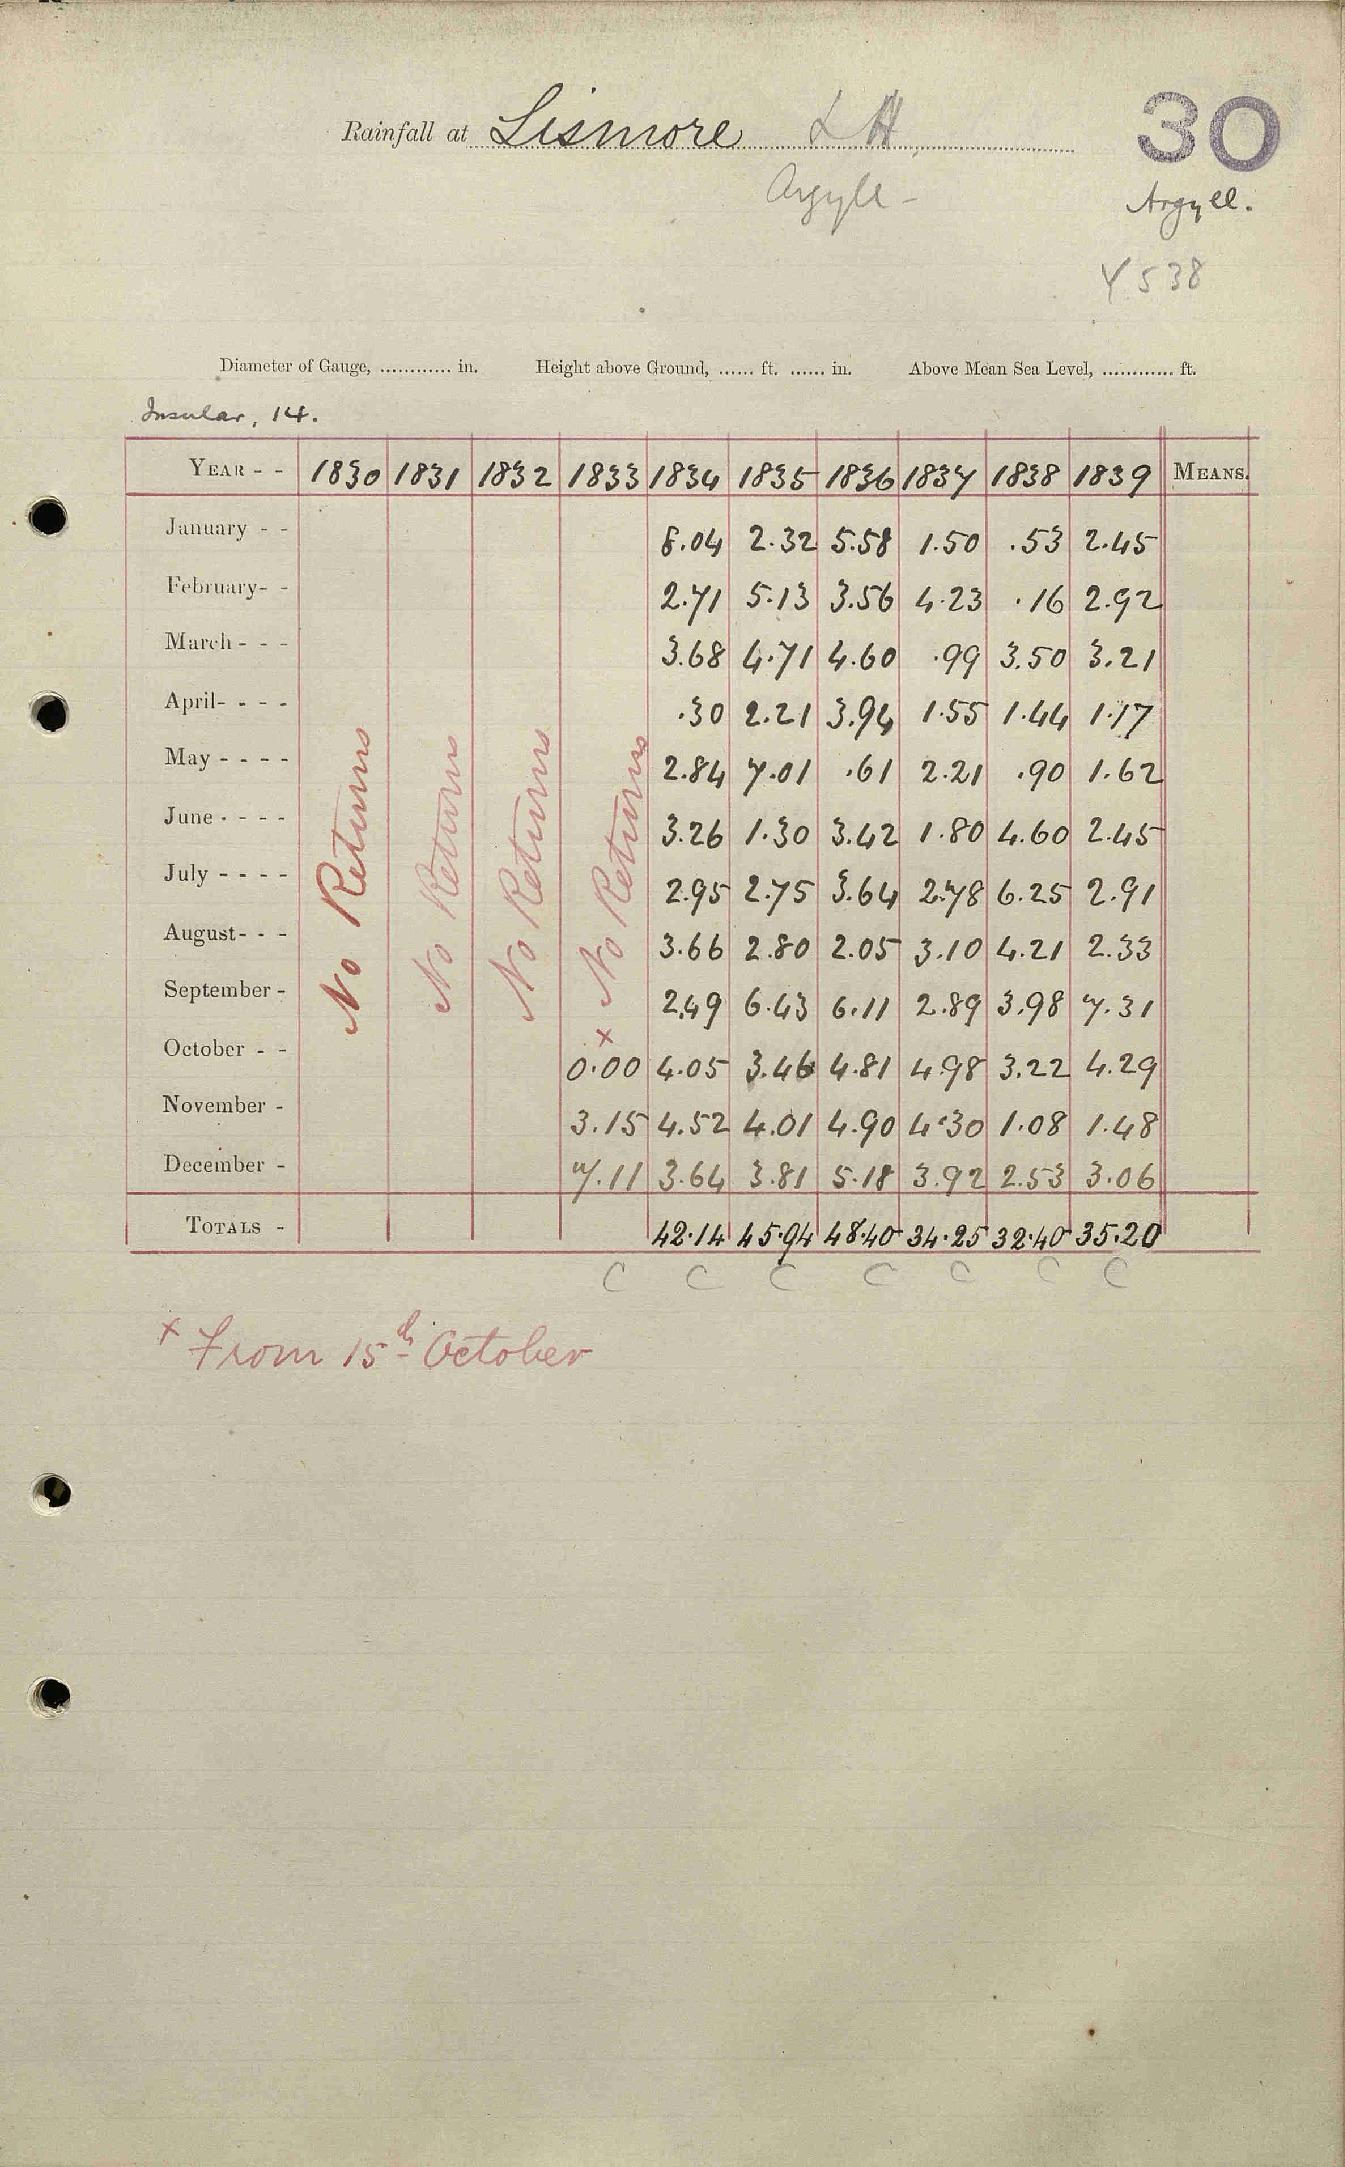 30
Rainfall at Lismore L H.
Argyle - Argyll.
Y 538
Diameter of Gauge, ............ in. Height above Ground, ...... ft. ...... in. Above Mean Sea Level, ............ ft.
Insular, 14.
YEAR - - 1830 1831 1832 1833 1834 1835 1836 1837 1838 1839 MEANS.
January - - 8.04 2.32 5.58 1.50 .53 2.45
February- - 2.71 5.13 3.56 4.23 .16 2.92
March - - - 3.68 4.71 4.60 .99 3.50 3.21
April- - - - .30 2.21 3.94 1.55 1.44 1.17
May - - - - 2.84 7.01 .61 2.21 .90 1.62
June - - - - 3.26 1.30 3.42 1.80 4.60 2.45
July - - - - 2.95 2.75 3.64 2.78 6.25 2.91
August- - - 3.66 2.80 2.05 3.10 4.21 2.33
September - 2.49 6.43 6.11 2.89 3.98 7.31
October - - 0.00 4.05 3.46 4.81 4.98 3.22 4.29
November - 3.15 4.52 4.01 4.90 4.30 1.08 1.48
December - 7.11 3.64 3.81 5.18 3.92 2.53 3.06
No Returns
No Returns
No Returns
x No Returns
TOTALS - 42.14 45.94 48.40 34.25 32.40 35.20
C C C C C C C
x From 15th October